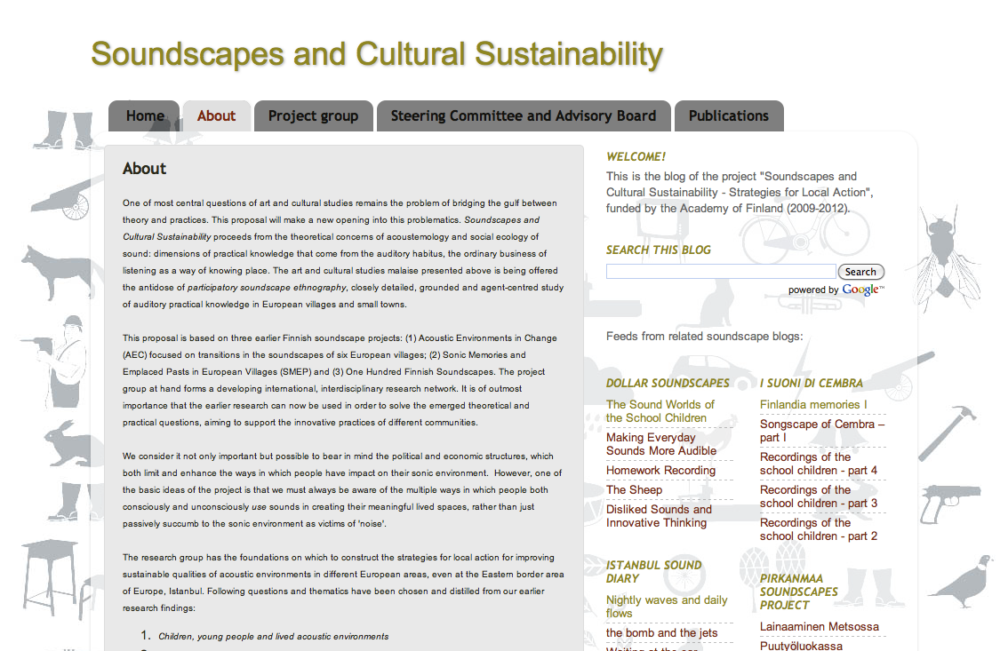 Soundscapes and Cultural Sustainability
Home
About
Project group
Steering Committee and Advisory Board
Publications
About
One of most central questions of art and cultural studies remains the problem of bridging the gulf between
theory and practices. This proposal will make a new opening into this problematics. Soundscapes and
Cultural Sustainability proceeds from the theoretical concerns of acoustemology and social ecology of
sound: dimensions of practical knowledge that come from the auditory habitus, the ordinary business of
listening as a way of knowing place. The art and cultural studies malaise presented above is being offered
the antidose of participatory soundscape ethnography, closely detailed, grounded and agent-centred study
of auditory practical knowledge in European villages and small towns.
This proposal is based on three earlier Finnish soundscape projects: (1) Acoustic Environments in Change
(AEC) focused on transitions in the soundscapes of six European villages; (2) Sonic Memories and
Emplaced Pasts in European Villages (SMEP) and (3) One Hundred Finnish Soundscapes. The project
group at hand forms a developing international, interdisciplinary research network. It is of outmost
importance that the earlier research can now be used in order to solve the emerged theoretical and
practical questions, aiming to support the innovative practices of different communities.
We consider it not only important but possible to bear in mind the political and economic structures, which
both limit and enhance the ways in which people have impact on their sonic environment.  However, one of
the basic ideas of the project is that we must always be aware of the multiple ways in which people both
consciously and unconsciously use sounds in creating their meaningful lived spaces, rather than just
passively succumb to the sonic environment as victims of 'noise'.
The research group has the foundations on which to construct the strategies for local action for improving
sustainable qualities of acoustic environments in different European areas, even at the Eastern border area
of Europe, Istanbul. Following questions and thematics have been chosen and distilled from our earlier
research findings:
1. Children, young people and lived acoustic environments
WELCOME!
This is the blog of the project "Soundscapes and
Cultural Sustainability - Strategies for Local Action",
funded by the Academy of Finland (2009-2012).
SEARCH THIS BLOG
Search
powered by Google™
Feeds from related soundscape blogs:
DOLLAR SOUNDSCAPES
The Sound Worlds of
the School Children
Making Everyday
Sounds More Audible
Homework Recording
The Sheep
Disliked Sounds and
Innovative Thinking
I SUONI DI CEMBRA
Finlandia memories I
Songscape of Cembra –
part I
Recordings of the
school children - part 4
Recordings of the
school children - part 3
Recordings of the
school children - part 2
ISTANBUL SOUND
DIARY
Nightly waves and daily
flows
the bomb and the jets
PIRKANMAA
SOUNDSCAPES
PROJECT
Lainaaminen Metsossa
Puutyöluokassa